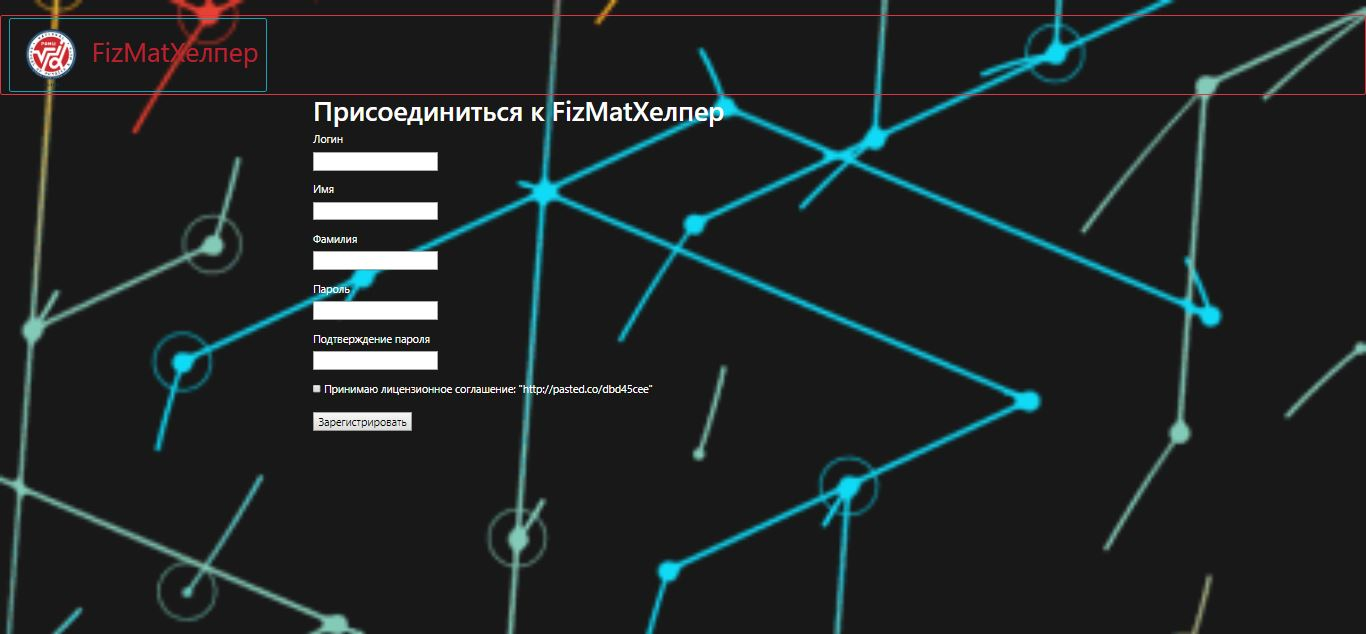 FizMatХелпер
Присоединиться к FizMatХелпер
Логин
Имя
Фамилия
Пароль
Подтверждение пароля
Принимаю лицензионное соглашение: "http://pasted.co/dbd45cee"
Зарегистрировать